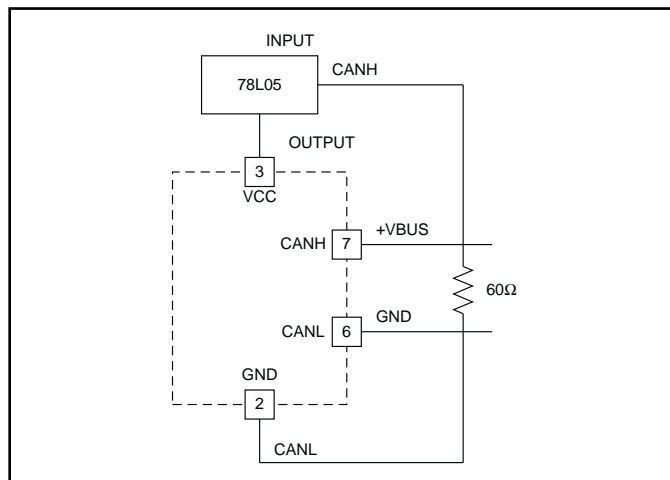 INPUT
CANH
78L05
OUTPUT
3
VCC
+VBUS
CANH
7
60Ω
GND
CANL
6
GND
2
CANL